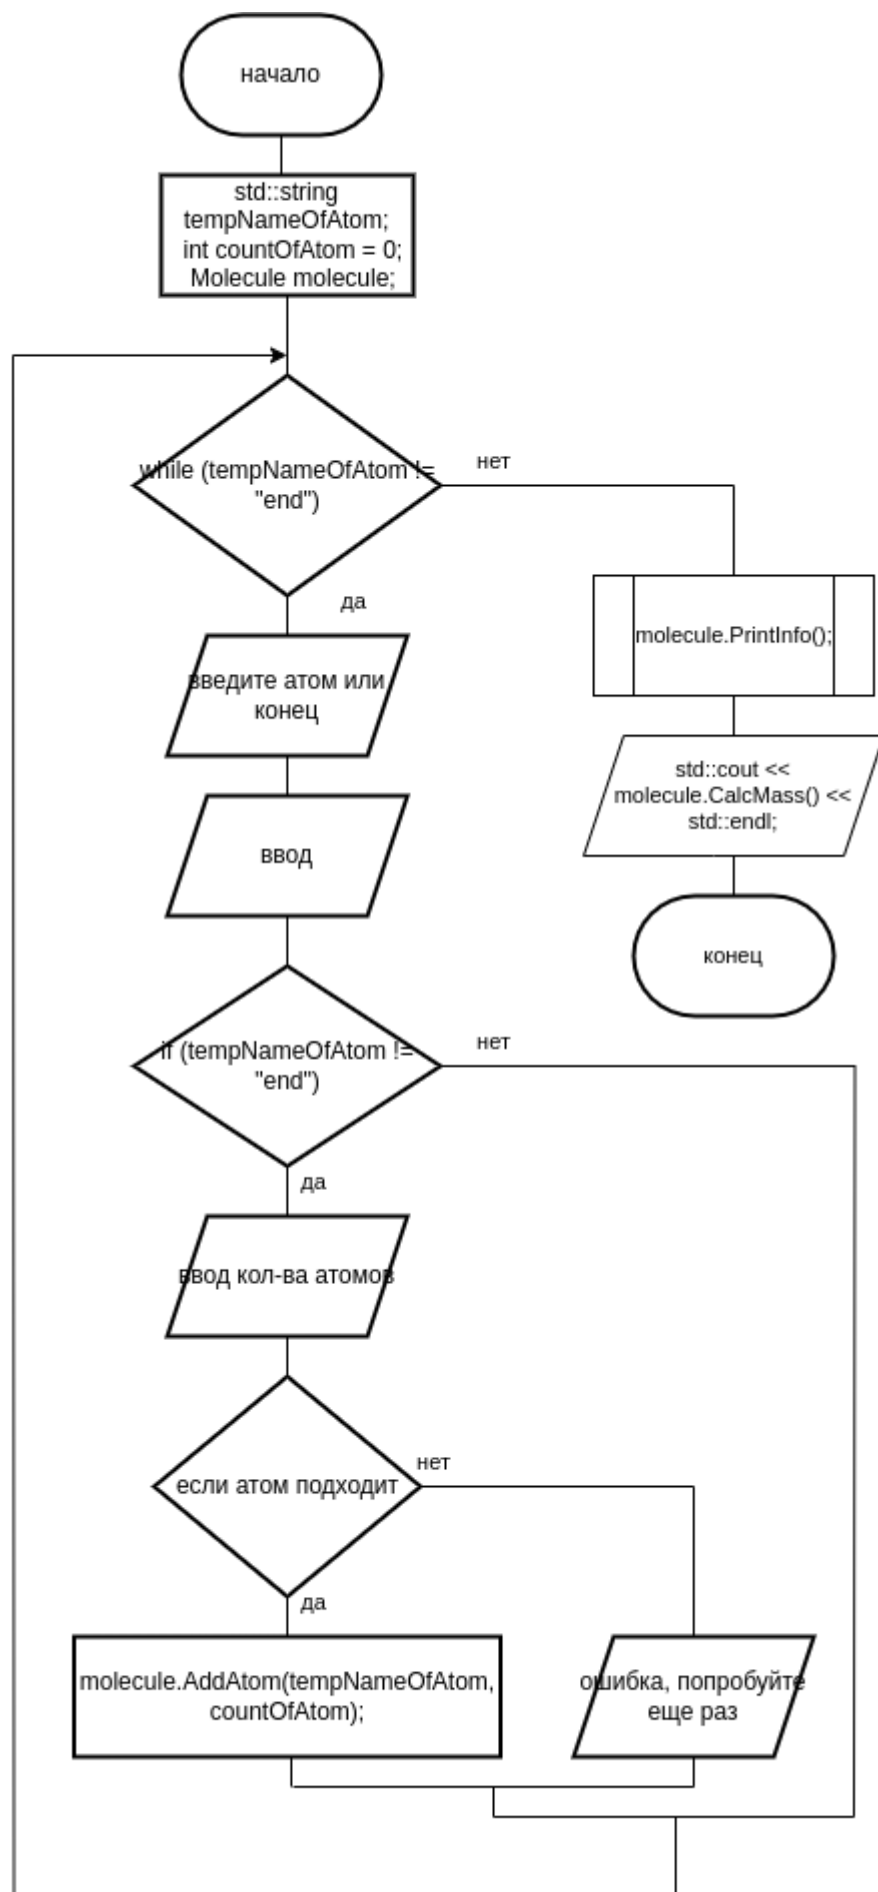 начало
std::string
tempNameOfAtom;
int countOfAtom = 0;
Molecule molecule;
while (tempNameOfAtom !=
"end")
нет
да
molecule.PrintInfo();
введите атом или
конец
std::cout <<
molecule.CalcMass() <<
std::endl;
ввод
конец
if (tempNameOfAtom !=
"end")
нет
да
ввод кол-ва атомов
если атом подходит
нет
да
molecule.AddAtom(tempNameOfAtom,
countOfAtom);
ошибка, попробуйте
еще раз